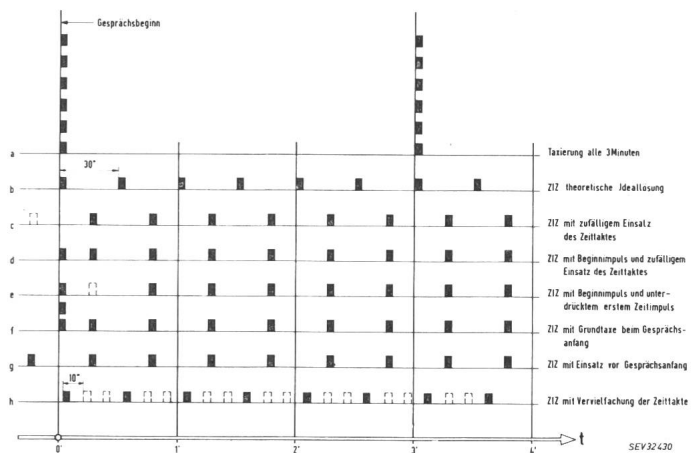 Gesprächsbeginn
a
Taxierung alle 3Minuten
30"
b
ZIZ theoretische Ideallösung
c
ZIZ mit zufälligem Einsatz
des Zeittaktes
d
ZIZ mit Beginnimpuls und zufälligem
Einsatz des Zeittaktes
e
ZIZ mit Beginnimpuls und unter-
drücktem erstem Zeitimpuls
f
ZIZ mit Grundtaxe beim Gesprächs-
anfang
g
ZIZ mit Einsatz vor Gesprächsanfang
10"
h
ZIZ mit Vervielfachung der Zeittakte
0'
1'
2'
3'
4'
t
SEV32430